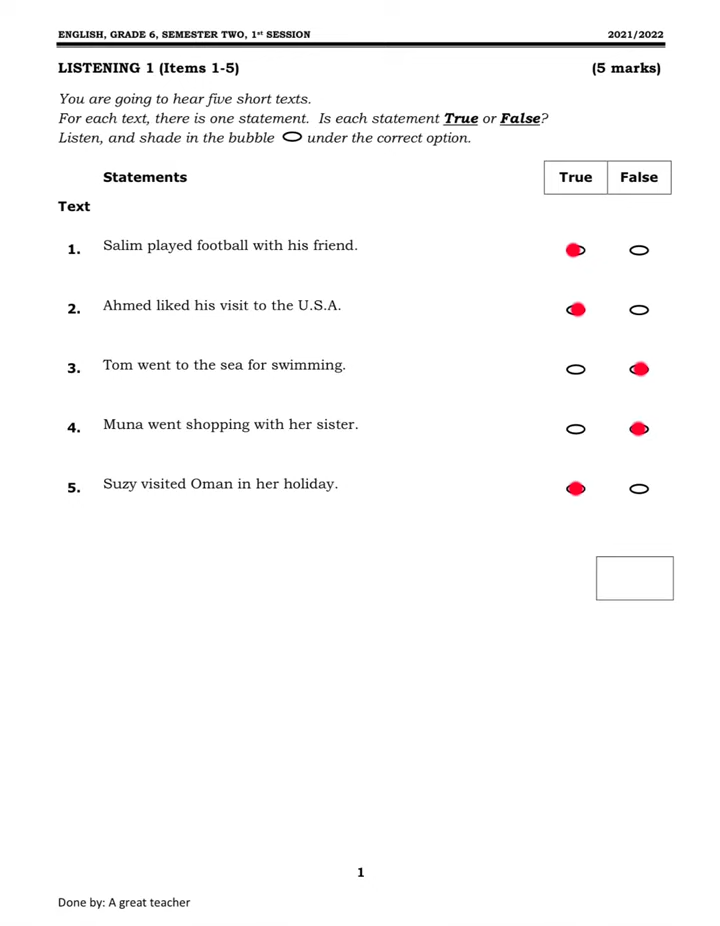 ENGLISH, GRADE 6, SEMESTER TWO, 1st SESSION 2021/2022
LISTENING 1 (Items 1-5) (5 marks)
You are going to hear five short texts.
For each text, there is one statement. Is each statement True or False?
Listen, and shade in the bubble under the correct option.
Statements True False
Text
1. Salim played football with his friend.
2. Ahmed liked his visit to the U.S.A.
3. Tom went to the sea for swimming.
4. Muna went shopping with her sister.
5. Suzy visited Oman in her holiday.
1
Done by: A great teacher